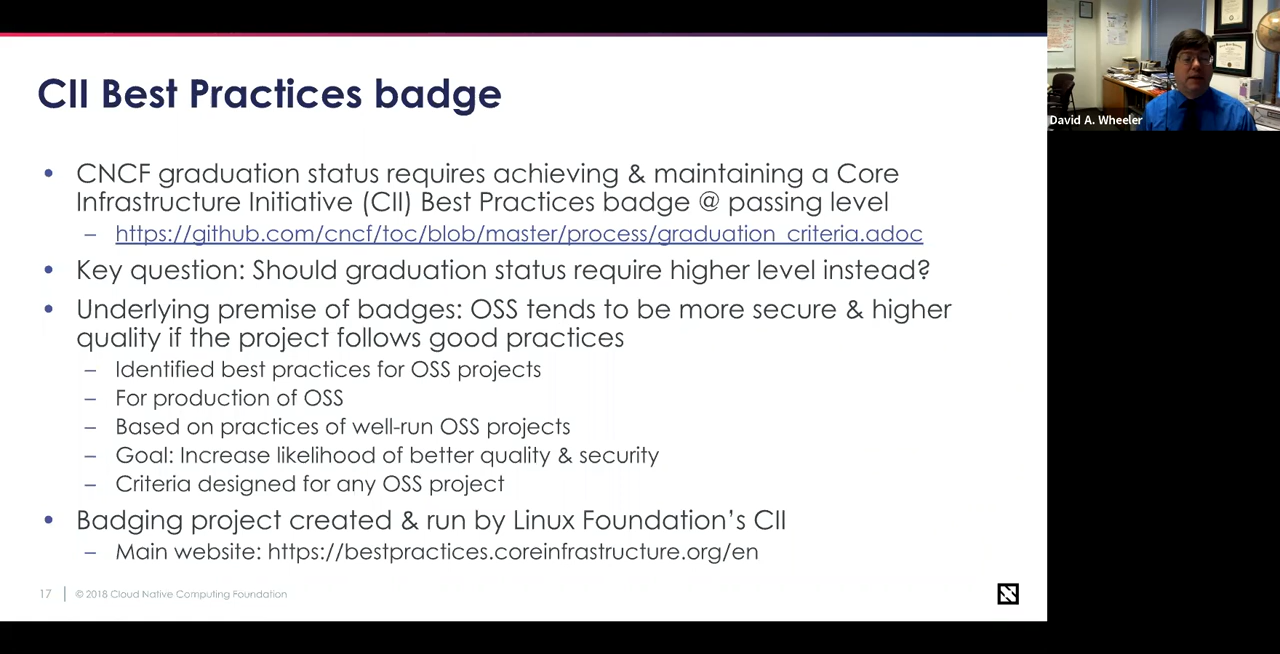 CII Best Practices badge
• CNCF graduation status requires achieving & maintaining a Core
Infrastructure Initiative (CII) Best Practices badge @ passing level
– https://github.com/cncf/toc/blob/master/process/graduation_criteria.adoc
• Key question: Should graduation status require higher level instead?
• Underlying premise of badges: OSS tends to be more secure & higher
quality if the project follows good practices
– Identified best practices for OSS projects
– For production of OSS
– Based on practices of well-run OSS projects
– Goal: Increase likelihood of better quality & security
– Criteria designed for any OSS project
• Badging project created & run by Linux Foundation’s CII
– Main website: https://bestpractices.coreinfrastructure.org/en
17 | © 2018 Cloud Native Computing Foundation
David A. Wheeler